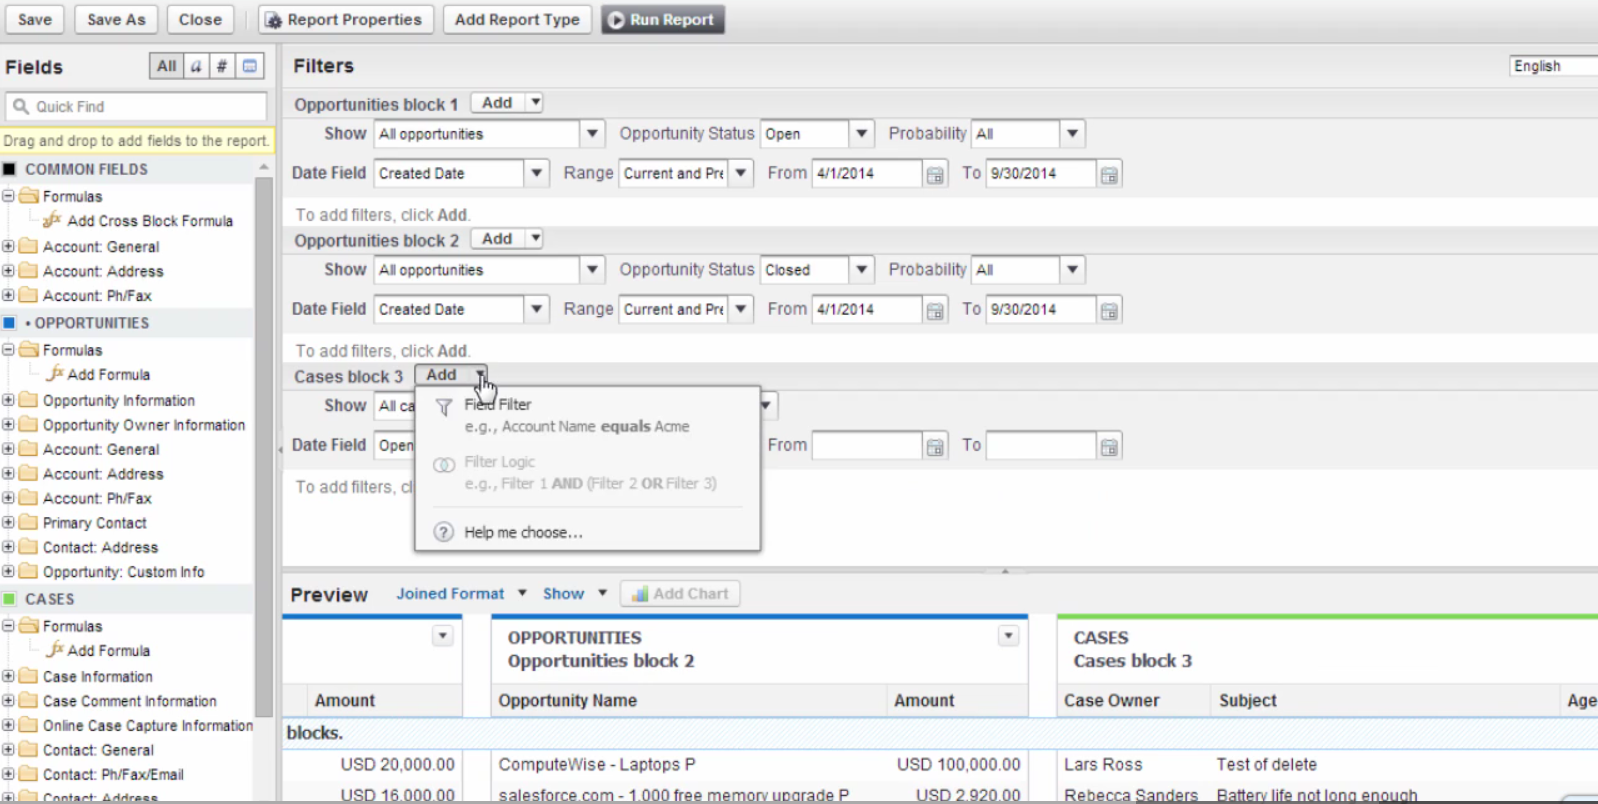 Save Save As Close Report Properties Add Report Type Run Report
Fields All a #
Quick Find
Drag and drop to add fields to the report.
COMMON FIELDS
Formulas
fx Add Cross Block Formula
Account: General
Account: Address
Account: Ph/Fax
• OPPORTUNITIES
Formulas
fx Add Formula
Opportunity Information
Opportunity Owner Information
Account: General
Account: Address
Account: Ph/Fax
Primary Contact
Contact: Address
Opportunity: Custom Info
CASES
Formulas
fx Add Formula
Case Information
Case Comment Information
Online Case Capture Information
Contact: General
Contact: Ph/Fax/Email
Contact: Address
Filters English
Opportunities block 1 Add
Show All opportunities Opportunity Status Open Probability All
Date Field Created Date Range Current and Pre From 4/1/2014 To 9/30/2014
To add filters, click Add.
Opportunities block 2 Add
Show All opportunities Opportunity Status Closed Probability All
Date Field Created Date Range Current and Pre From 4/1/2014 To 9/30/2014
To add filters, click Add.
Cases block 3 Add
Show All ca
Date Field Open From To
To add filters, cl
Field Filter
e.g., Account Name equals Acme
Filter Logic
e.g., Filter 1 AND (Filter 2 OR Filter 3)
? Help me choose...
Preview Joined Format Show Add Chart
OPPORTUNITIES CASES
Opportunities block 2 Cases block 3
Amount Opportunity Name Amount Case Owner Subject Age
blocks.
USD 20,000.00 ComputeWise - Laptops P USD 100,000.00 Lars Ross Test of delete
USD 16,000.00 salesforce.com - 1,000 free memory upgrade P USD 2,920.00 Rebecca Sanders Battery life not long enough